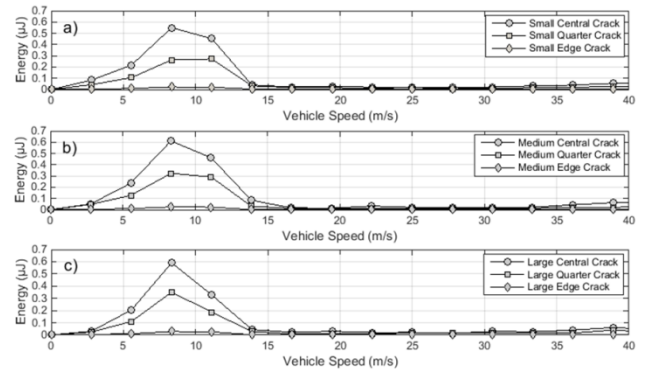 a)
Energy (μJ)
0.7
0.6
0.5
0.4
0.3
0.2
0.1
0
Small Central Crack
Small Quarter Crack
Small Edge Crack
0 5 10 15 20 25 30 35 40
Vehicle Speed (m/s)
b)
Energy (μJ)
0.7
0.6
0.5
0.4
0.3
0.2
0.1
0
Medium Central Crack
Medium Quarter Crack
Medium Edge Crack
0 5 10 15 20 25 30 35 40
Vehicle Speed (m/s)
c)
Energy (μJ)
0.7
0.6
0.5
0.4
0.3
0.2
0.1
0
Large Central Crack
Large Quarter Crack
Large Edge Crack
0 5 10 15 20 25 30 35 40
Vehicle Speed (m/s)